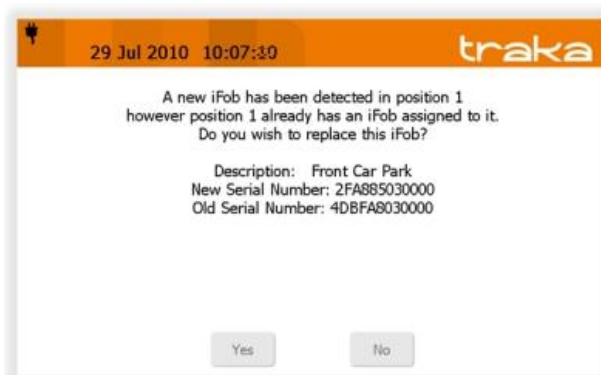 29 Jul 2010 10:07:30
traka
A new iFob has been detected in position 1
however position 1 already has an iFob assigned to it.
Do you wish to replace this iFob?
Description: Front Car Park
New Serial Number: 2FA885030000
Old Serial Number: 4DBFA8030000
Yes
No